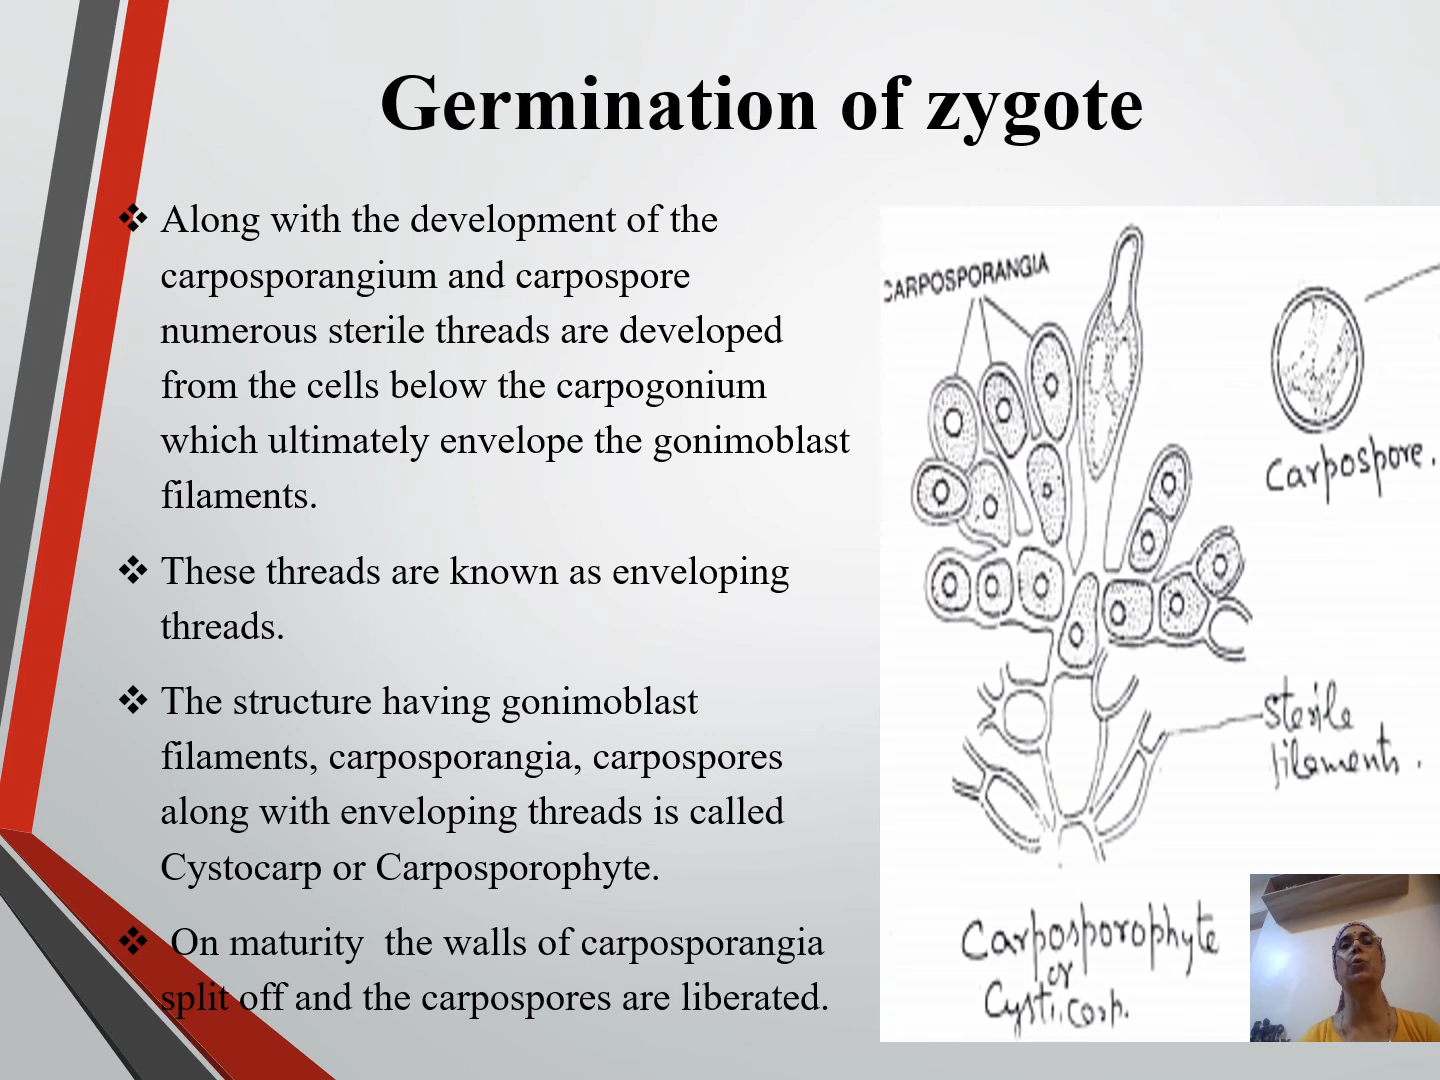 Germination of zygote
❖ Along with the development of the
carposporangium and carpospore
numerous sterile threads are developed
from the cells below the carpogonium
which ultimately envelope the gonimoblast
filaments.
❖ These threads are known as enveloping
threads.
❖ The structure having gonimoblast
filaments, carposporangia, carpospores
along with enveloping threads is called
Cystocarp or Carposporophyte.
❖ On maturity the walls of carposporangia
split off and the carpospores are liberated.
CARPOSPORANGIA
Carpospore.
Sterile
filaments.
Carposporophyte
or
Cysti.carp.